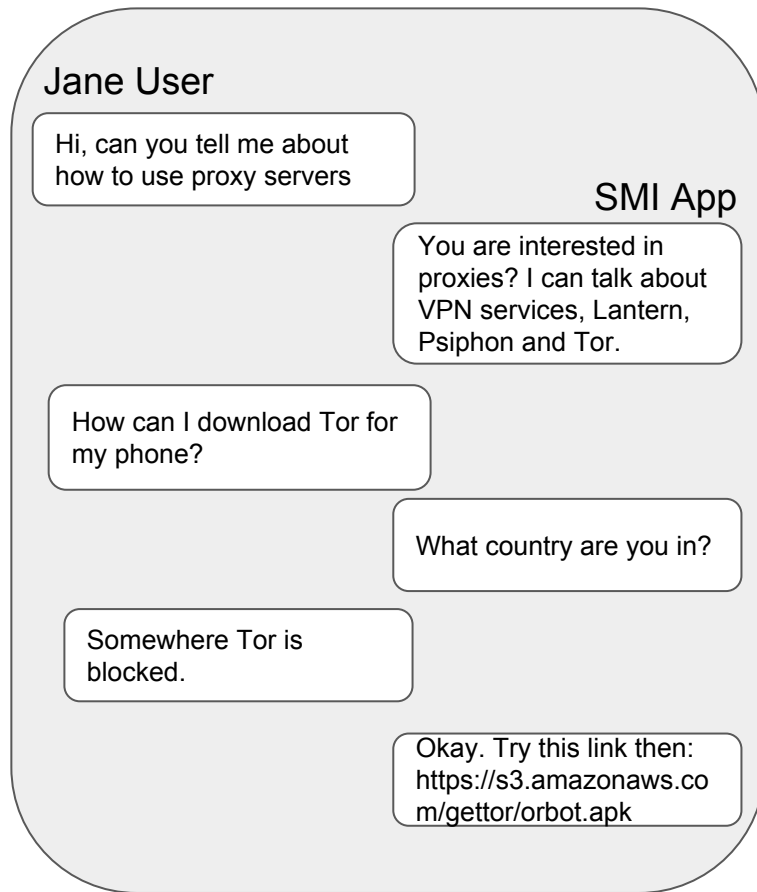 Jane User
Hi, can you tell me about
how to use proxy servers
SMI App
You are interested in
proxies? I can talk about
VPN services, Lantern,
Psiphon and Tor.
How can I download Tor for
my phone?
What country are you in?
Somewhere Tor is
blocked.
Okay. Try this link then:
https://s3.amazonaws.co
m/gettor/orbot.apk